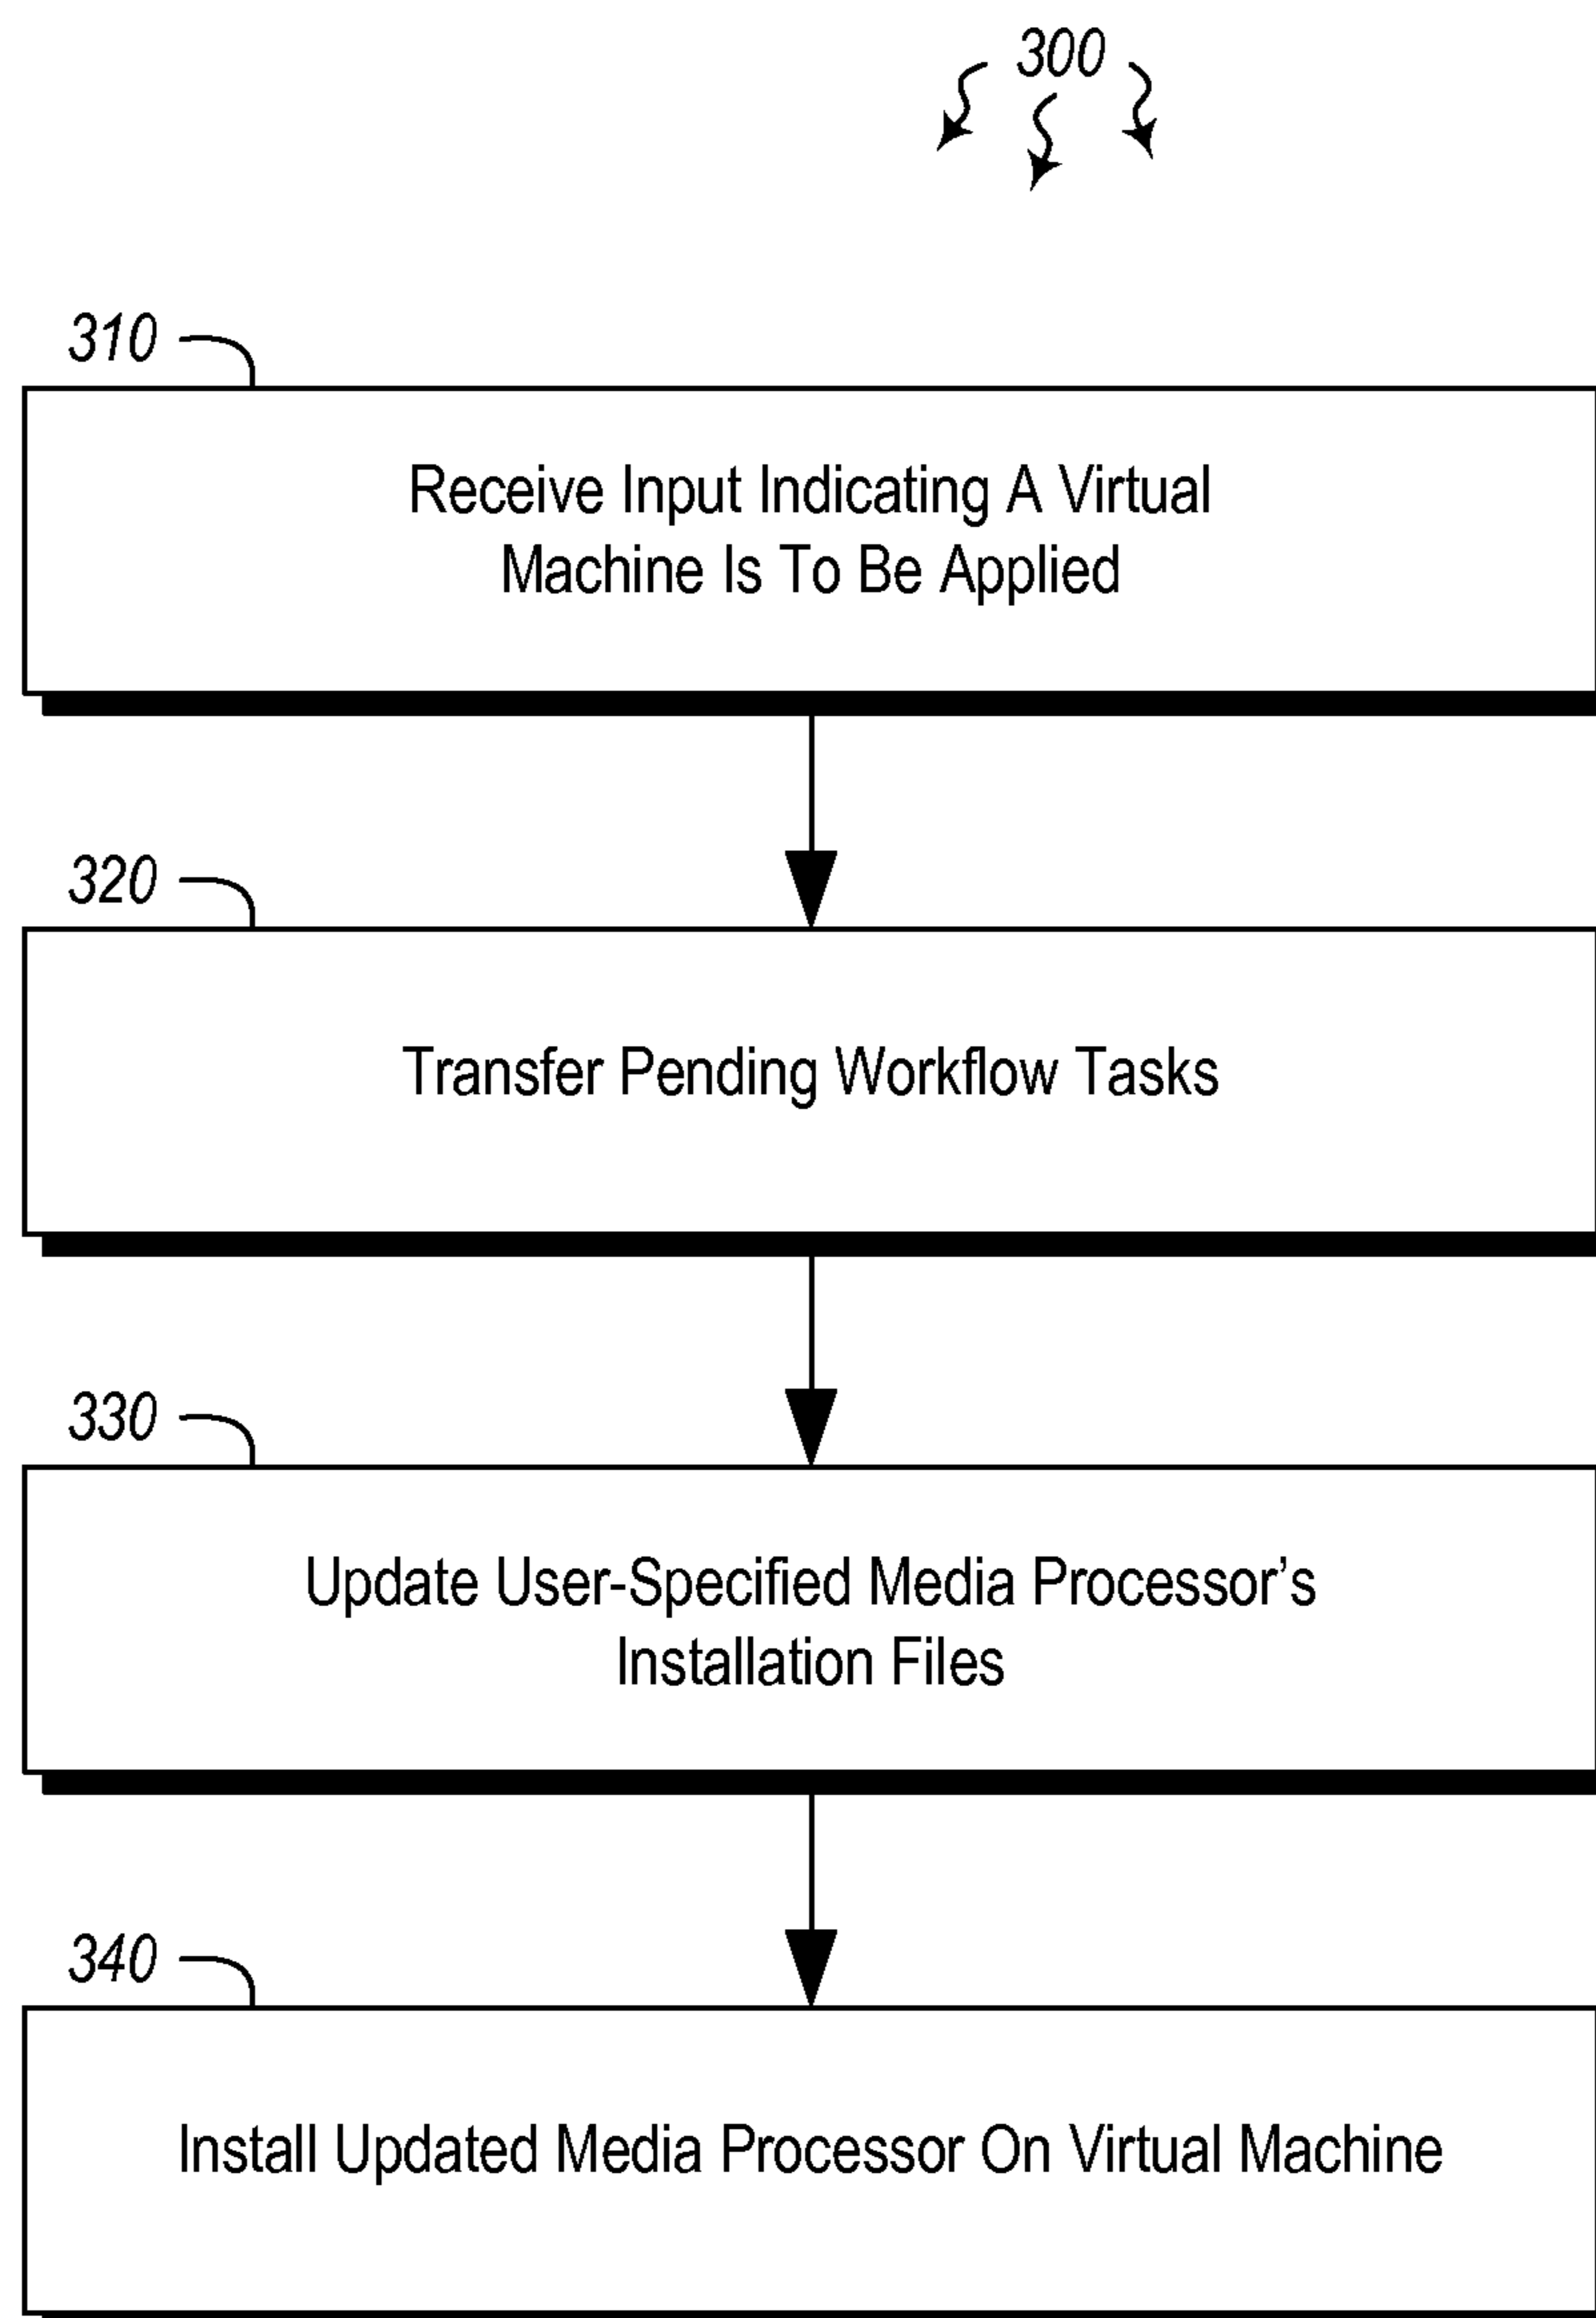 300
310
Receive Input Indicating A Virtual
Machine Is To Be Applied
320
Transfer Pending Workflow Tasks
330
Update User-Specified Media Processor’s
Installation Files
340
Install Updated Media Processor On Virtual Machine